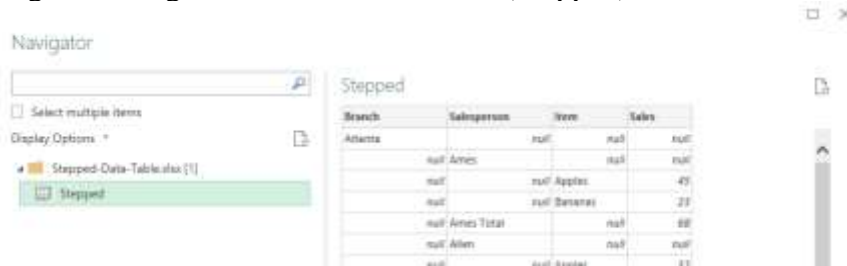 Navigator
Stepped
Select multiple items
Display Options
Stepped-Data-Table.xlsx [1]
Stepped
Branch Salesperson Item Sales
Atlanta null null null
null Ames null null
null null Apples 45
null null Bananas 23
null Ames Total null 68
null Allen null null
null null Apples